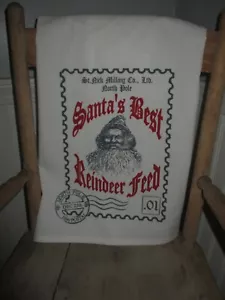 St. Nick Milling Co., Ltd.
North Pole
Santa's Best
Reindeer Feed
.01